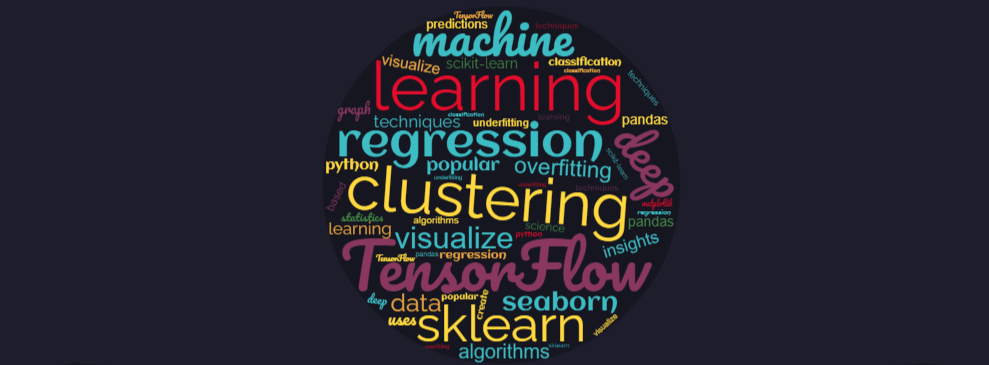 TensorFlow
predictions
techniques
machine
visualize
scikit-learn
classification
classification
learning
techniques
graph
classification
techniques
underfitting
learning
pandas
regression
deep
python
popular
overfitting
scikit-learn
underfitting
techniques
based
clustering
matplotlib
regression
statistics
algorithms
science
pandas
learning
visualize
python
insights
TensorFlow
TensorFlow
pandas
regression
deep
data
popular
create
seaborn
uses
sklearn
visualize
algorithms
sklearn